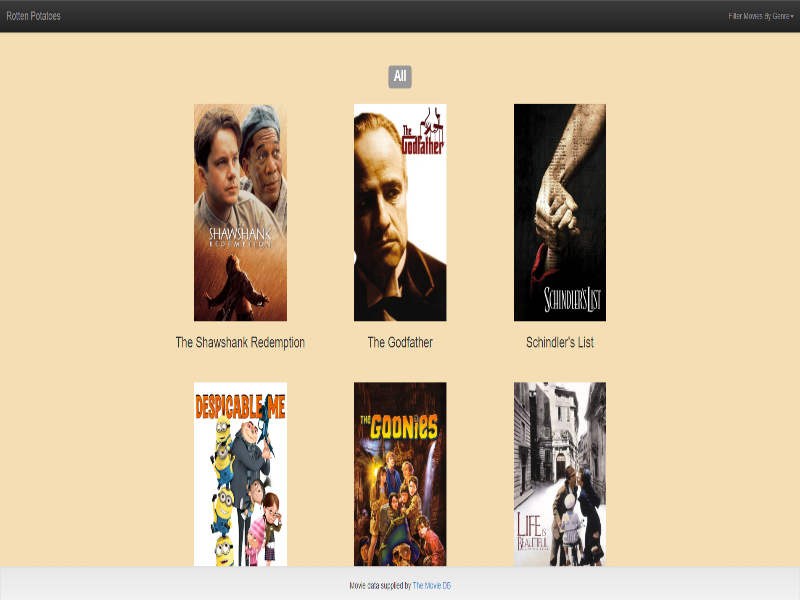 Rotten Potatoes
Filter Movies By Genre
All
SHAWSHANK
REDEMPTION
The
Godfather
SCHINDLER'S LIST
The Shawshank Redemption
The Godfather
Schindler's List
DESPICABLE ME
THE
GOONIES
LIFE IS
BEAUTIFUL
Movie data supplied by The Movie DB